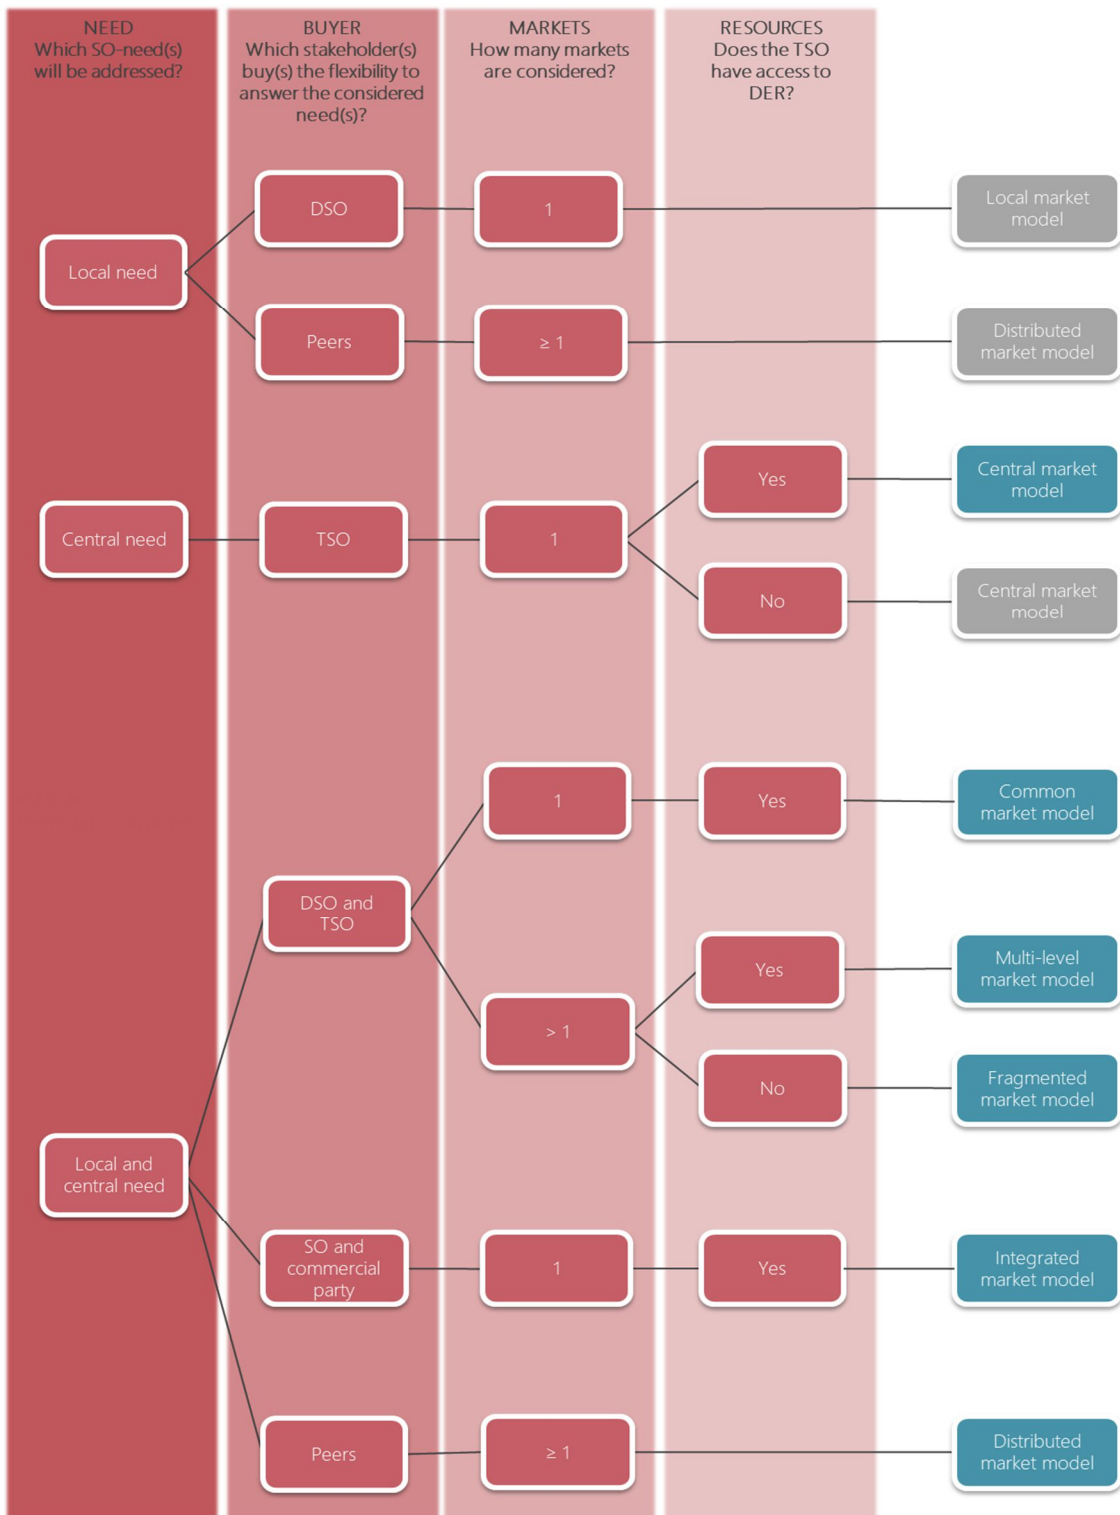 NEED
Which SO-need(s)
will be addressed?
BUYER
Which stakeholder(s)
buy(s) the flexibility to
answer the considered
need(s)?
MARKETS
How many markets
are considered?
RESOURCES
Does the TSO
have access to
DER?
Local need
DSO
1
Local market
model
Peers
≥ 1
Distributed
market model
Central need
TSO
1
Yes
Central market
model
No
Central market
model
Local and
central need
DSO and
TSO
1
Yes
Common
market model
> 1
Yes
Multi-level
market model
No
Fragmented
market model
SO and
commercial
party
1
Yes
Integrated
market model
Peers
≥ 1
Distributed
market model